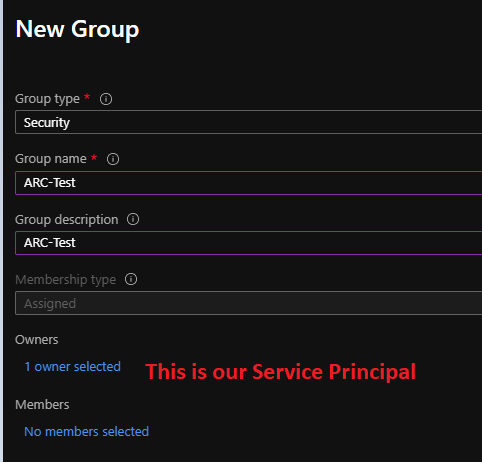 New Group
Group type *
Security
Group name *
ARC-Test
Group description
ARC-Test
Membership type
Assigned
Owners
1 owner selected This is our Service Principal
Members
No members selected